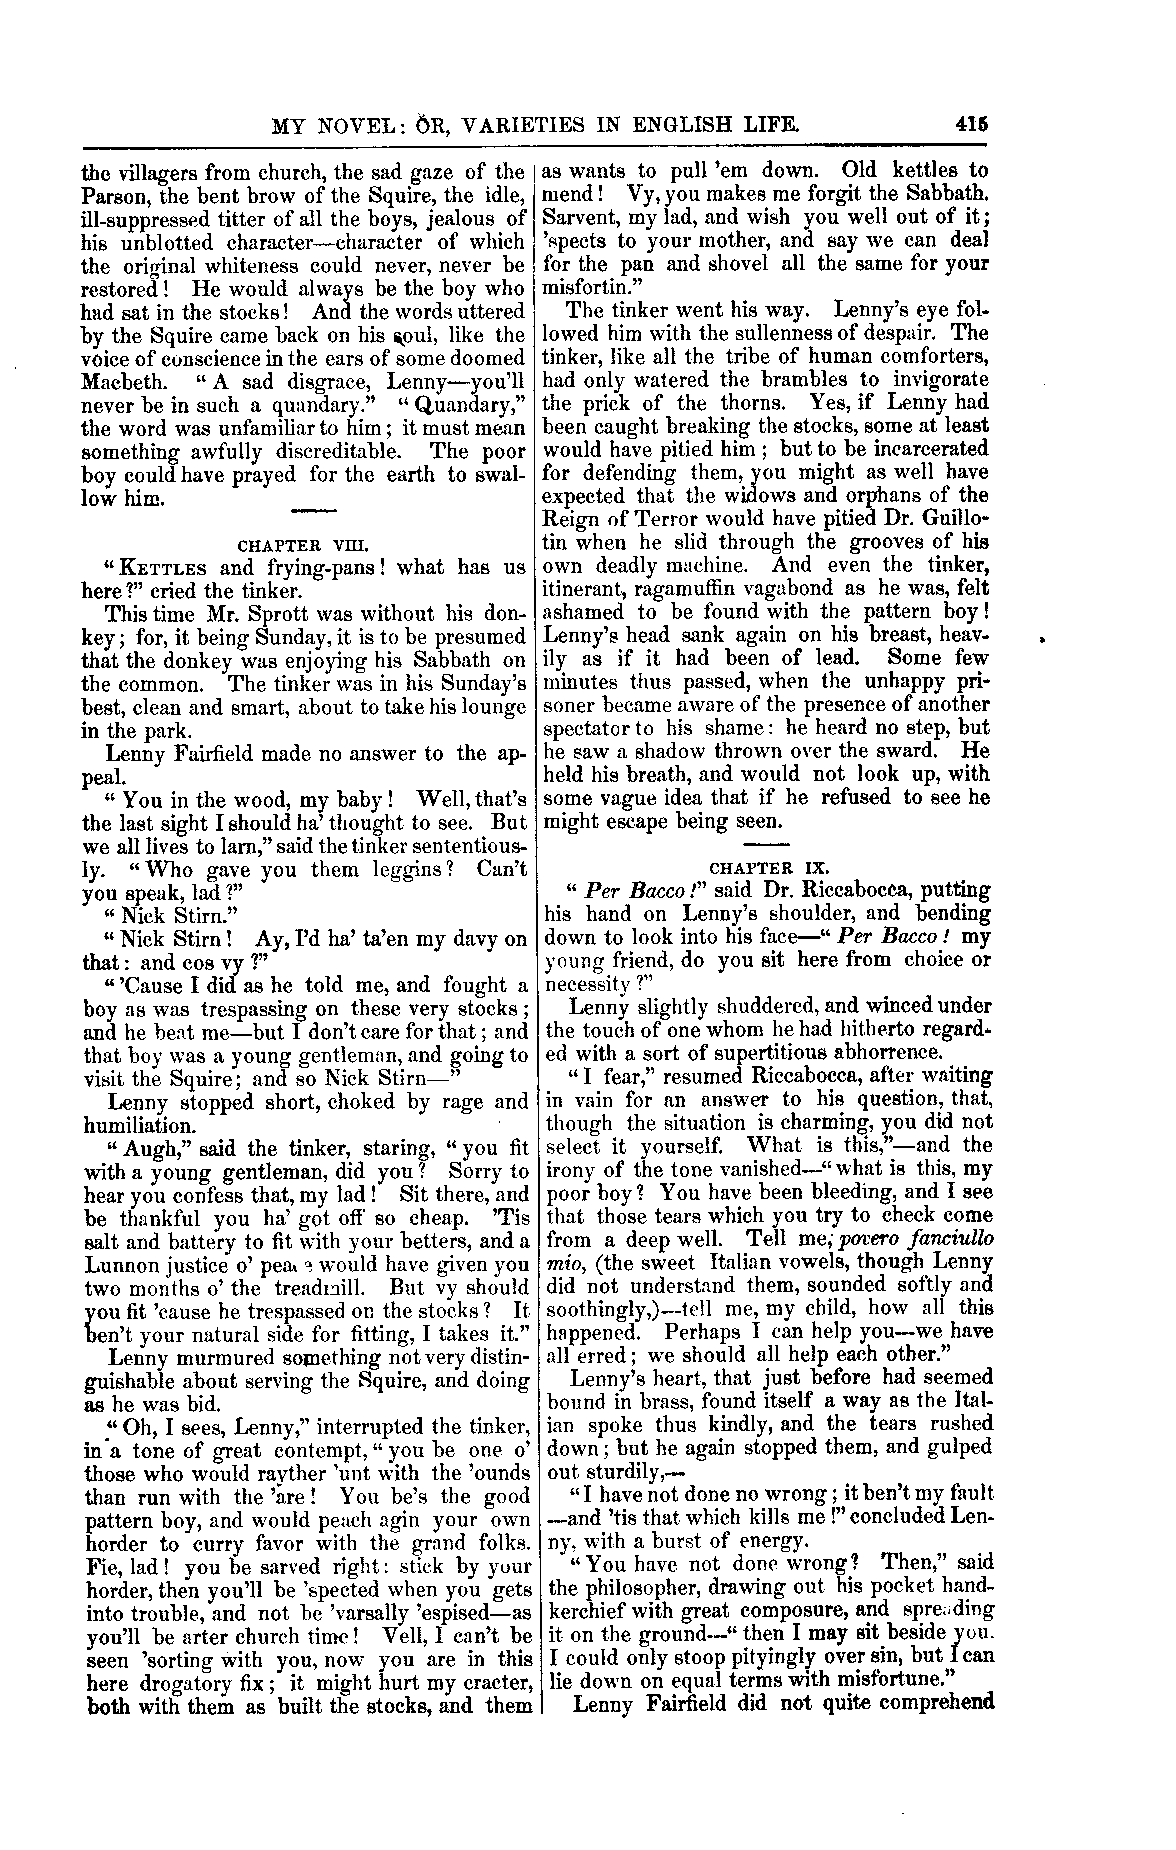 MY NOVEL: OR, VARIETIES IN ENGLISH LIFE. 415
the villagers from church, the sad gaze of the
Parson, the bent brow of the Squire, the idle,
ill-suppressed titter of all the boys, jealous of
his unblotted character—character of which
the original whiteness could never, never be
restored! He would always be the boy who
had sat in the stocks! And the words uttered
by the Squire came back on his soul, like the
voice of conscience in the ears of some doomed
Macbeth. "A sad disgrace, Lenny—you'll
never be in such a quandary." "Quandary,"
the word was unfamiliar to him; it must mean
something awfully discreditable. The poor
boy could have prayed for the earth to swal-
low him.
CHAPTER VIII.
"KETTLES and frying-pans! what has us
here?" cried the tinker.
This time Mr. Sprott was without his don-
key; for, it being Sunday, it is to be presumed
that the donkey was enjoying his Sabbath on
the common. The tinker was in his Sunday's
best, clean and smart, about to take his lounge
in the park.
Lenny Fairfield made no answer to the ap-
peal.
"You in the wood, my baby! Well, that's
the last sight I should ha' thought to see. But
we all lives to larn," said the tinker sententious-
ly. "Who gave you them leggins? Can't
you speak, lad?"
"Nick Stirn."
"Nick Stirn! Ay, I'd ha' ta'en my davy on
that: and cos vy?"
"'Cause I did as he told me, and fought a
boy as was trespassing on these very stocks;
and he beat me—but I don't care for that; and
that boy was a young gentleman, and going to
visit the Squire; and so Nick Stirn—"
Lenny stopped short, choked by rage and
humiliation.
"Augh," said the tinker, staring, "you fit
with a young gentleman, did you? Sorry to
hear you confess that, my lad! Sit there, and
be thankful you ha' got off so cheap. 'Tis
salt and battery to fit with your betters, and a
Lunnon justice o' peace would have given you
two months o' the treadmill. But vy should
you fit 'cause he trespassed on the stocks? It
ben't your natural side for fitting, I takes it."
Lenny murmured something not very distin-
guishable about serving the Squire, and doing
as he was bid.
"Oh, I sees, Lenny," interrupted the tinker,
in a tone of great contempt, "you be one o'
those who would rayther 'unt with the 'ounds
than run with the 'are! You be's the good
pattern boy, and would peach agin your own
horder to curry favor with the grand folks.
Fie, lad! you be sarved right: stick by your
horder, then you'll be 'spected when you gets
into trouble, and not be 'varsally 'espised—as
you'll be arter church time! Vell, I can't be
seen 'sorting with you, now you are in this
here drogatory fix; it might hurt my cracter,
both with them as built the stocks, and them
as wants to pull 'em down. Old kettles to
mend! Vy, you makes me forgit the Sabbath.
Sarvent, my lad, and wish you well out of it;
'spects to your mother, and say we can deal
for the pan and shovel all the same for your
misfortin."
The tinker went his way. Lenny's eye fol-
lowed him with the sullenness of despair. The
tinker, like all the tribe of human comforters,
had only watered the brambles to invigorate
the prick of the thorns. Yes, if Lenny had
been caught breaking the stocks, some at least
would have pitied him; but to be incarcerated
for defending them, you might as well have
expected that the widows and orphans of the
Reign of Terror would have pitied Dr. Guillo-
tin when he slid through the grooves of his
own deadly machine. And even the tinker,
itinerant, ragamuffin vagabond as he was, felt
ashamed to be found with the pattern boy!
Lenny's head sank again on his breast, heav-
ily as if it had been of lead. Some few
minutes thus passed, when the unhappy pri-
soner became aware of the presence of another
spectator to his shame: he heard no step, but
he saw a shadow thrown over the sward. He
held his breath, and would not look up, with
some vague idea that if he refused to see he
might escape being seen.
CHAPTER IX.
"Per Bacco!" said Dr. Riccabocca, putting
his hand on Lenny's shoulder, and bending
down to look into his face—"Per Bacco! my
young friend, do you sit here from choice or
necessity?"
Lenny slightly shuddered, and winced under
the touch of one whom he had hitherto regard-
ed with a sort of supertitious abhorrence.
"I fear," resumed Riccabocca, after waiting
in vain for an answer to his question, that,
though the situation is charming, you did not
select it yourself. What is this,"—and the
irony of the tone vanished—"what is this, my
poor boy? You have been bleeding, and I see
that those tears which you try to check come
from a deep well. Tell me, povero fanciullo
mio, (the sweet Italian vowels, though Lenny
did not understand them, sounded softly and
soothingly,)—tell me, my child, how all this
happened. Perhaps I can help you—we have
all erred; we should all help each other."
Lenny's heart, that just before had seemed
bound in brass, found itself a way as the Ital-
ian spoke thus kindly, and the tears rushed
down; but he again stopped them, and gulped
out sturdily,—
"I have not done no wrong; it ben't my fault
—and 'tis that which kills me!" concluded Len-
ny, with a burst of energy.
"You have not done wrong? Then," said
the philosopher, drawing out his pocket hand-
kerchief with great composure, and spreading
it on the ground—"then I may sit beside you.
I could only stoop pityingly over sin, but I can
lie down on equal terms with misfortune."
Lenny Fairfield did not quite comprehend